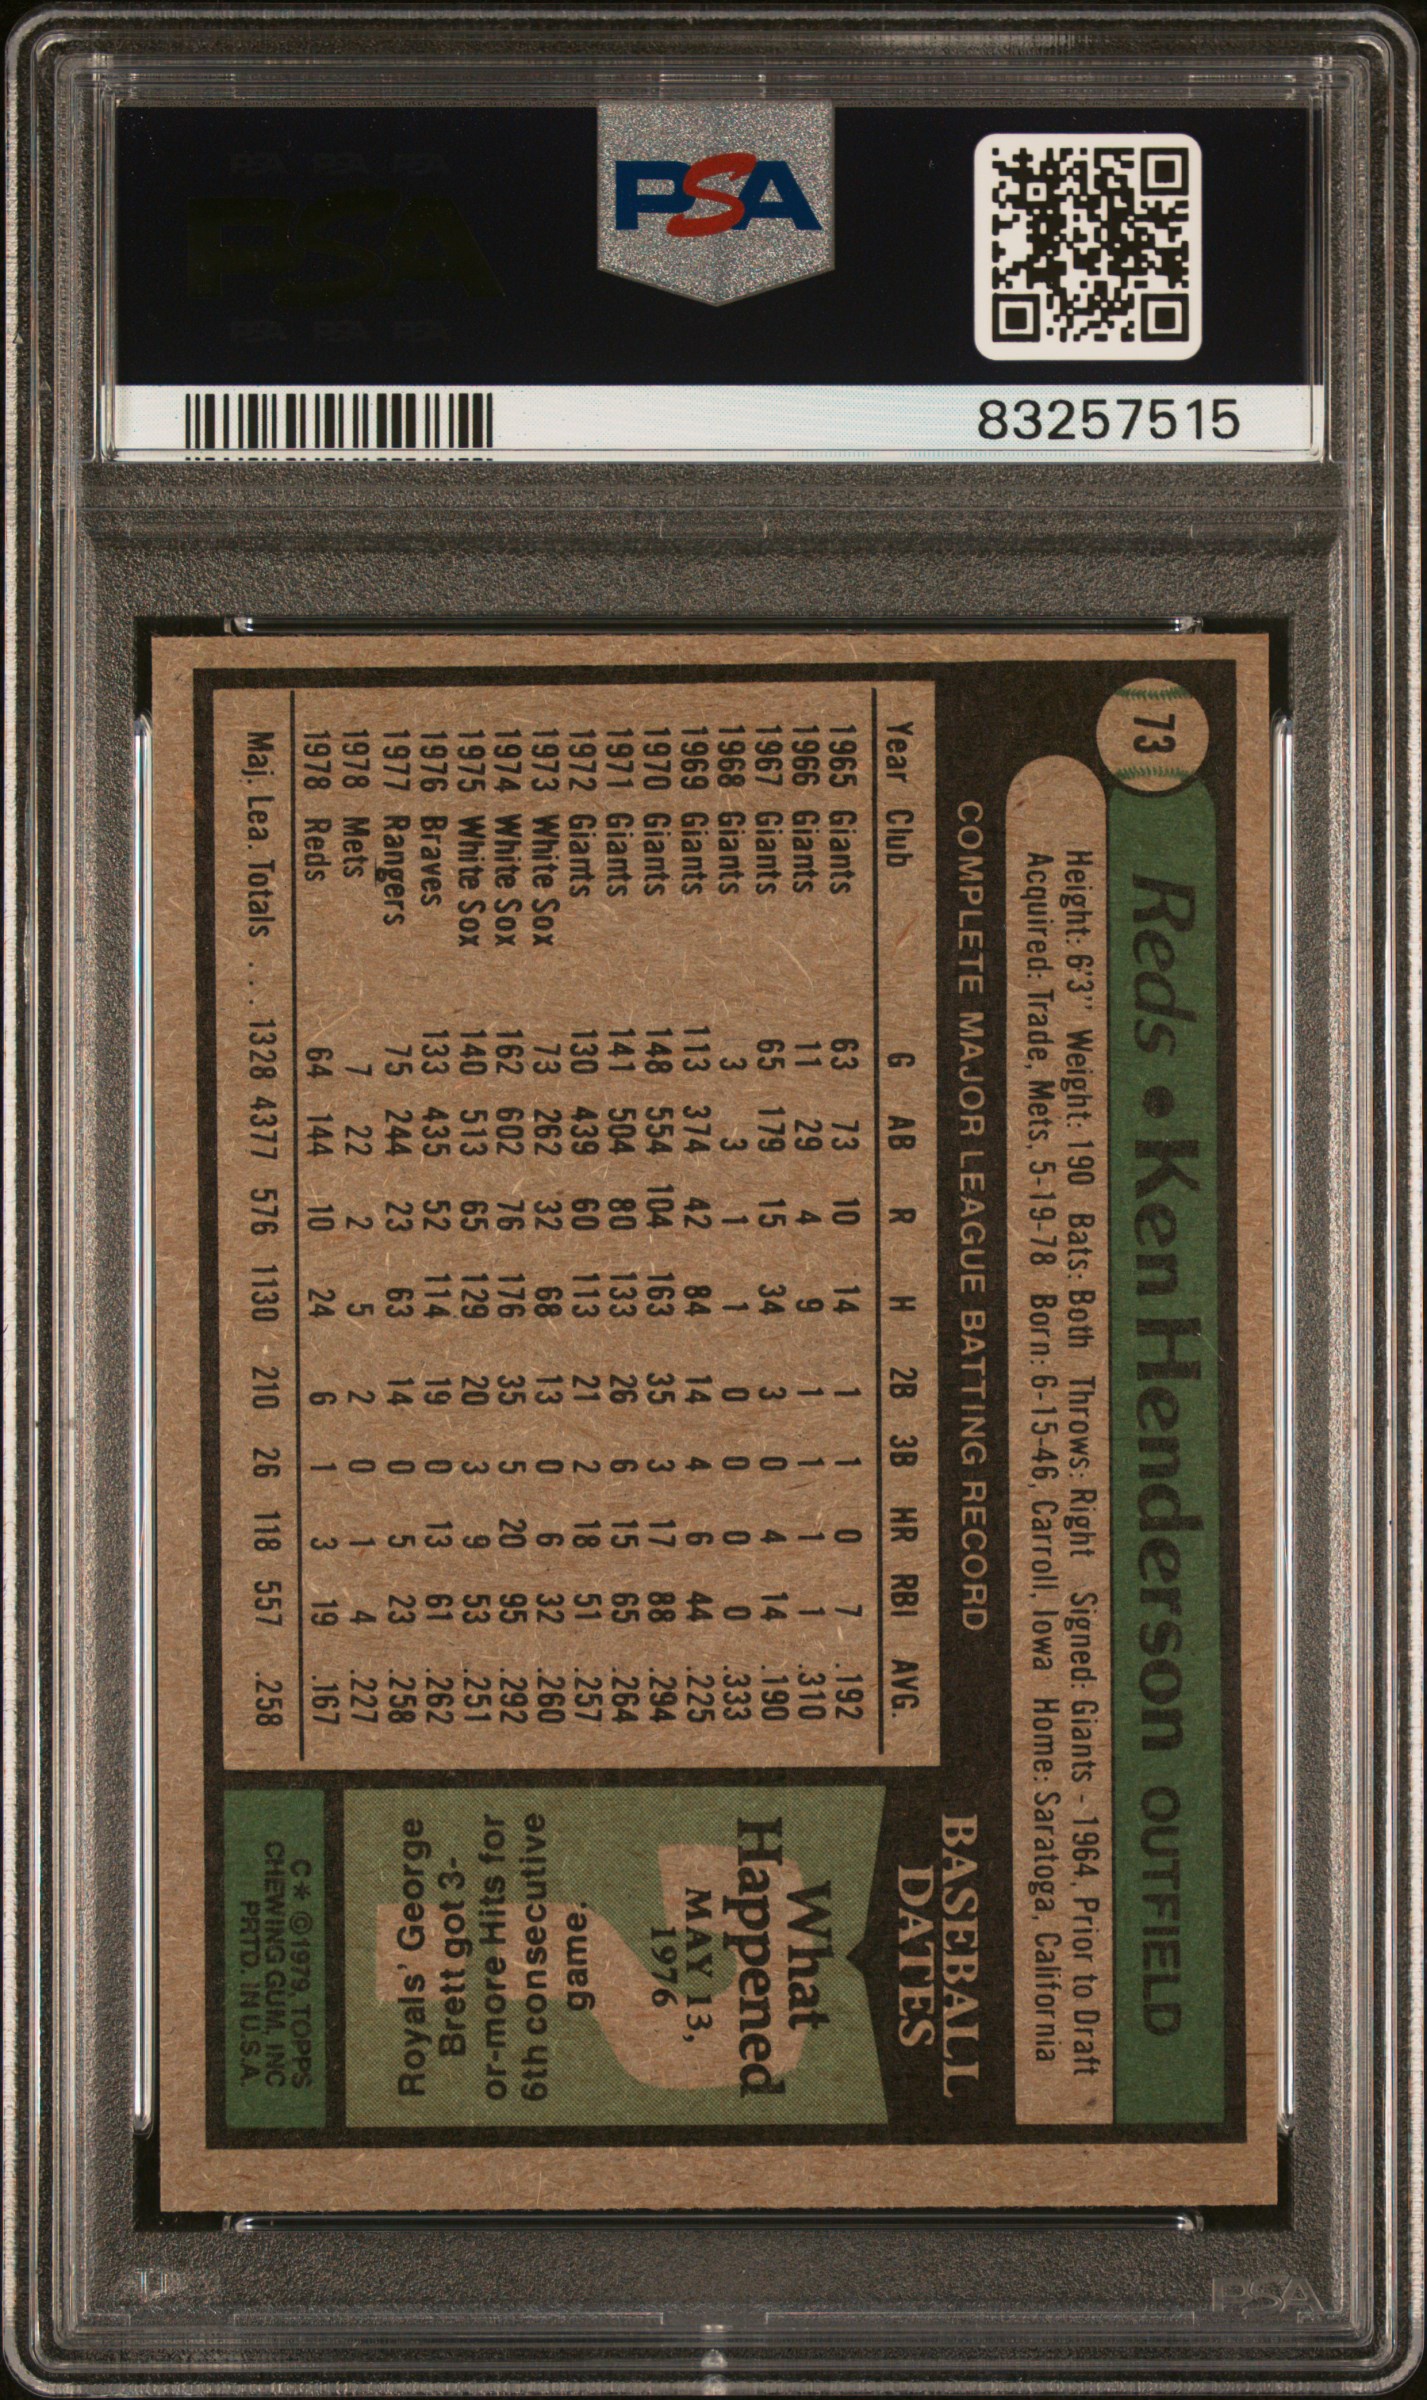 PSA
83257515
73
Reds • Ken Henderson OUTFIELD
Height: 6'3" Weight: 190 Bats: Both Throws: Right Signed: Giants - 1964, Prior to Draft
Acquired: Trade, Mets, 5-19-78 Born: 6-15-46, Carroll, Iowa Home: Saratoga, California
COMPLETE MAJOR LEAGUE BATTING RECORD
Year Club G AB R H 2B 3B HR RBI AVG.
1965 Giants 63 73 10 14 1 1 0 7 .192
1966 Giants 11 29 4 9 1 1 1 1 .310
1967 Giants 65 179 15 34 3 0 4 14 .190
1968 Giants 3 3 1 1 0 0 0 0 .333
1969 Giants 113 374 42 84 14 4 6 44 .225
1970 Giants 148 554 104 163 35 3 17 88 .294
1971 Giants 141 504 80 133 26 6 15 65 .264
1972 Giants 130 439 60 113 21 2 18 51 .257
1973 White Sox 73 262 32 68 13 0 6 32 .260
1974 White Sox 162 602 76 176 35 5 20 95 .292
1975 White Sox 140 513 65 129 20 3 9 53 .251
1976 Braves 133 435 52 114 19 0 13 61 .262
1977 Rangers 75 244 23 63 14 0 5 23 .258
1978 Mets 7 22 2 5 2 0 1 4 .227
1978 Reds 64 144 10 24 6 1 3 19 .167
Maj. Lea. Totals . . . 1328 4377 576 1130 210 26 118 557 .258
BASEBALL
DATES
What
Happened
MAY 13,
1976
?
Royals' George
Brett got 3-
or-more Hits for
6th consecutive
game.
C * ©1979, TOPPS
CHEWING GUM, INC
PRTD. IN U.S.A.
PSA